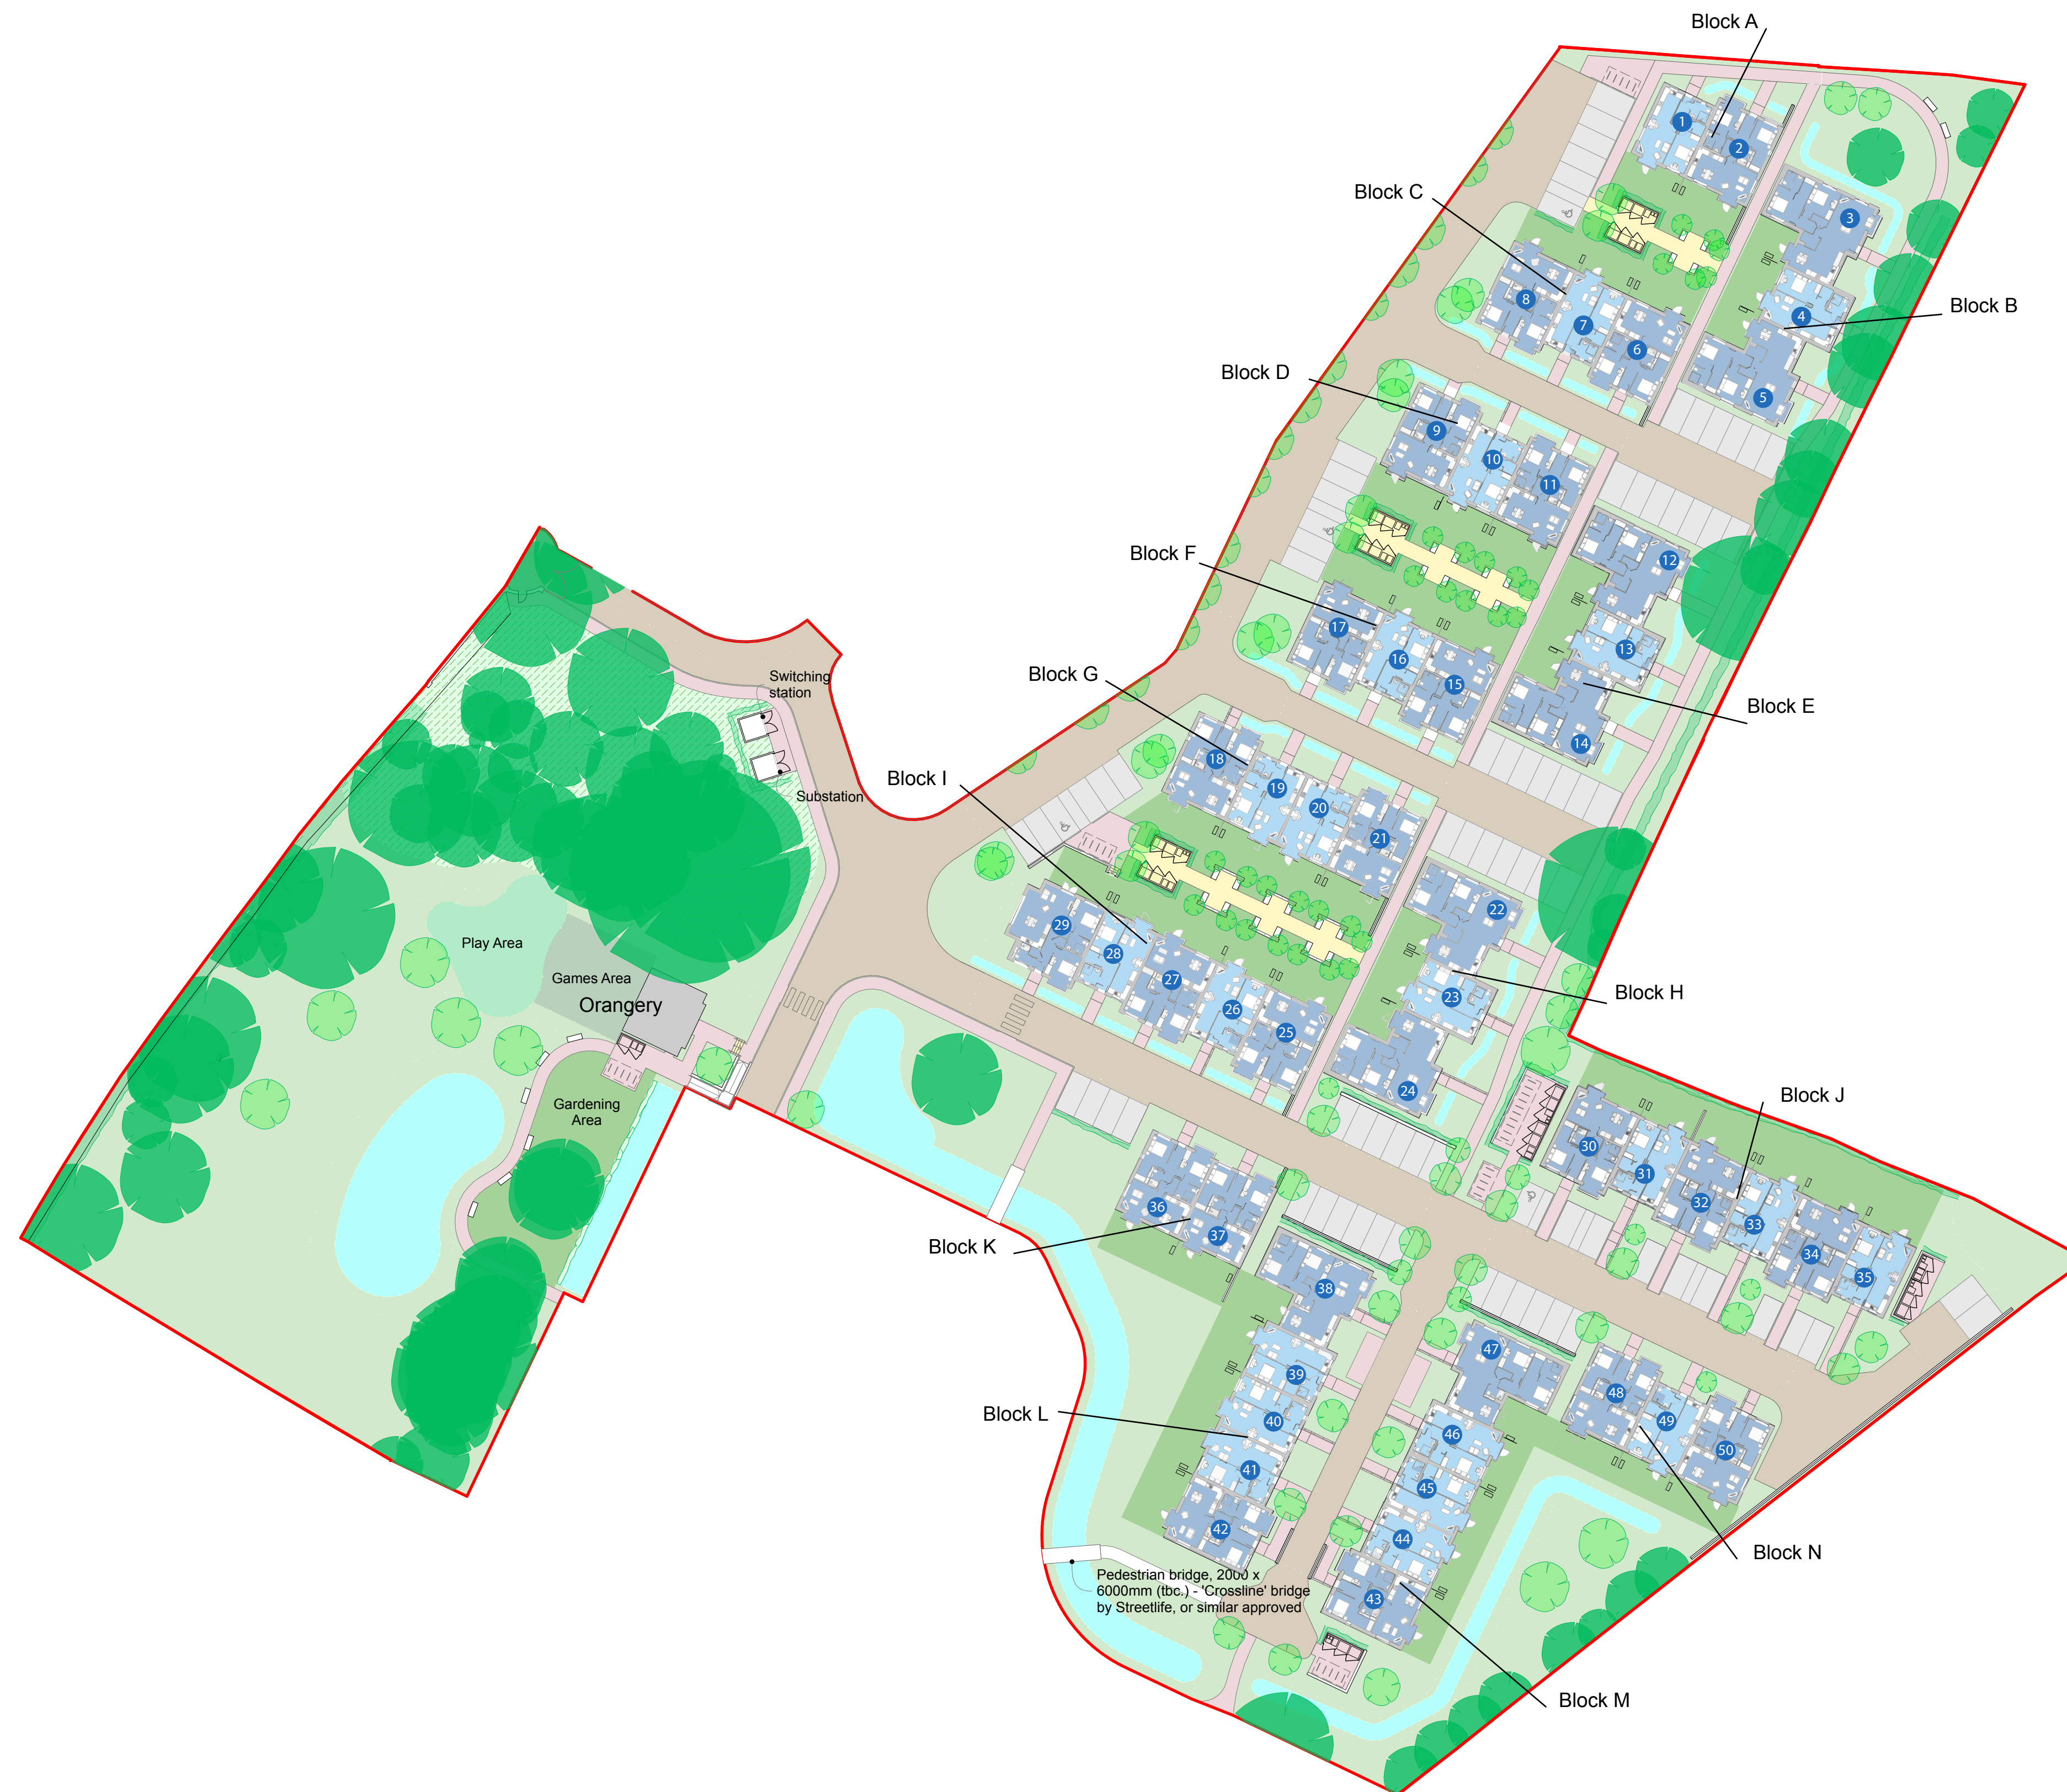 Block A
1
2
Block C
3
Block B
8
7
4
6
Block D
5
9
10
11
Block F
12
17
16
13
15
Block G
Switching
station
Block E
14
18
Block I
19
Substation
20
21
22
29
Play Area
28
Games Area
27
Block H
Orangery
23
26
25
24
Gardening
Area
Block J
30
31
36
32
33
37
Block K
34
35
38
47
39
48
Block L
40
49
46
50
41
45
42
44
Block N
Pedestrian bridge, 2000 x
6000mm (tbc.) - 'Crossline' bridge
by Streetlife, or similar approved
43
Block M